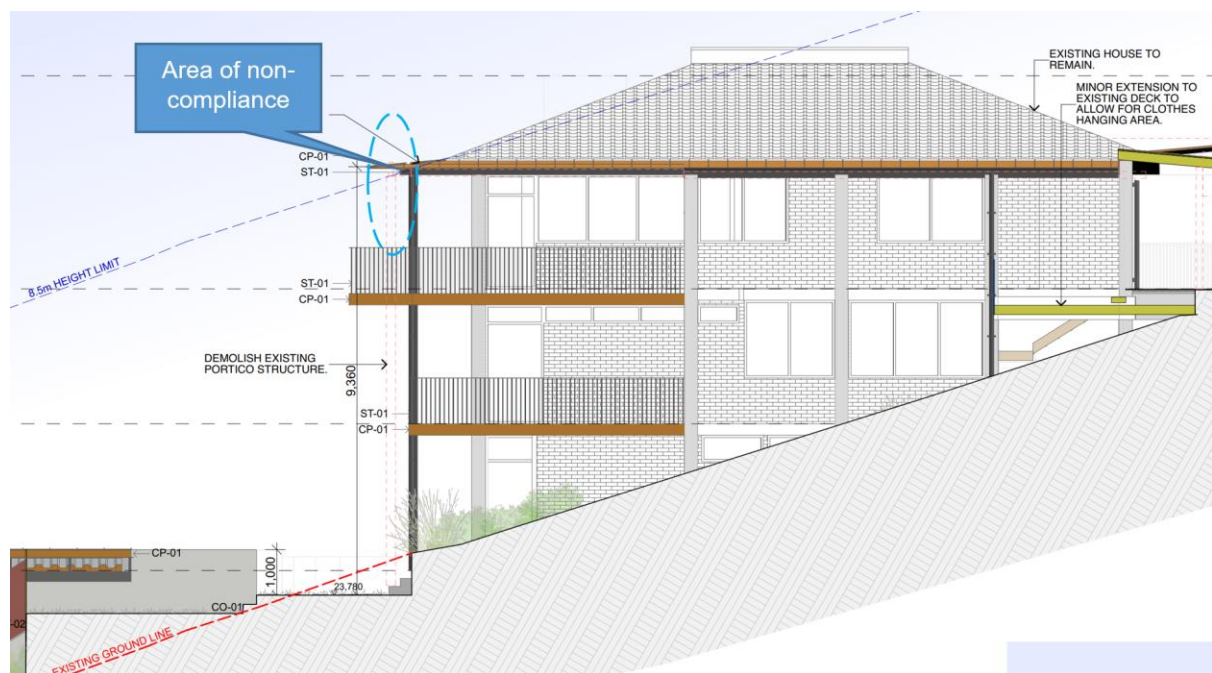 Area of non-
compliance
EXISTING HOUSE TO
REMAIN.
MINOR EXTENSION TO
EXISTING DECK TO
ALLOW FOR CLOTHES
HANGING AREA.
CP-01
ST-01
8.5m HEIGHT LIMIT
ST-01
CP-01
DEMOLISH EXISTING
PORTICO STRUCTURE.
9.360
ST-01
CP-01
CP-01
1.000
23.780
CO-01
-02
EXISTING GROUND LINE